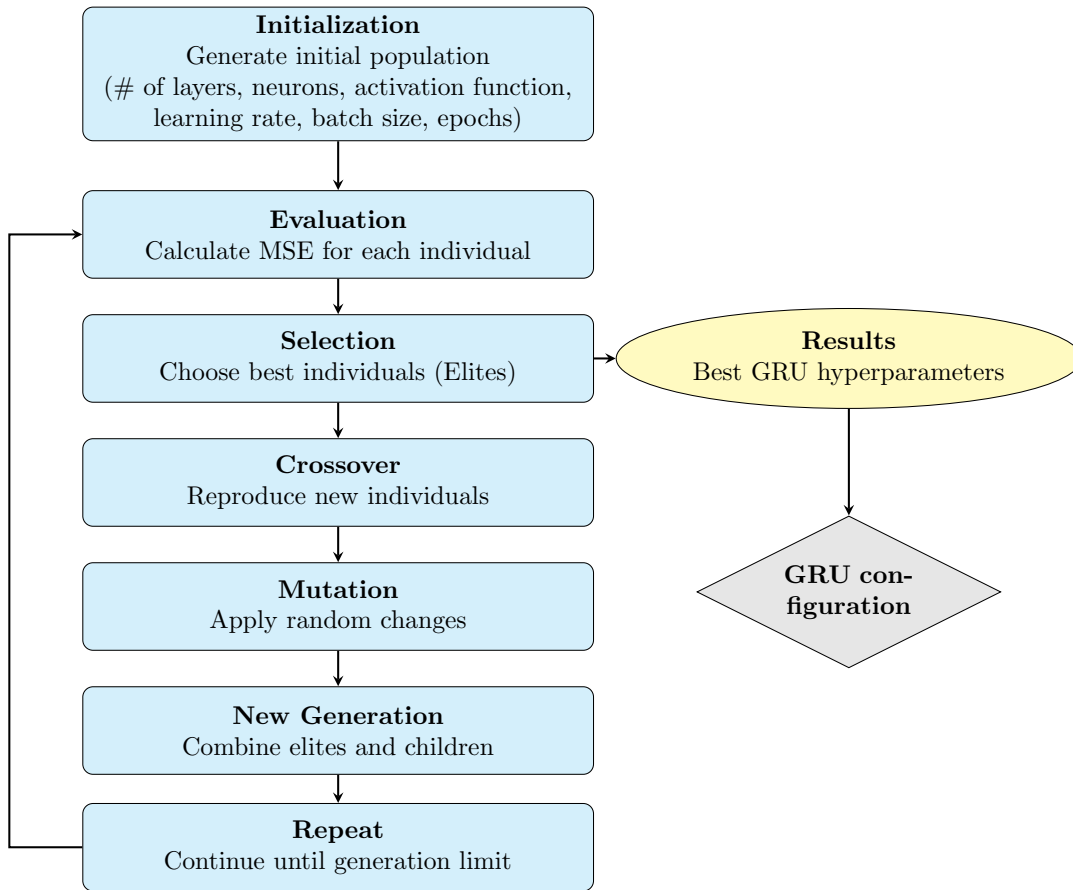 Initialization
Generate initial population
(# of layers, neurons, activation function,
learning rate, batch size, epochs)
Evaluation
Calculate MSE for each individual
Selection
Choose best individuals (Elites)
Results
Best GRU hyperparameters
Crossover
Reproduce new individuals
Mutation
Apply random changes
GRU con-
figuration
New Generation
Combine elites and children
Repeat
Continue until generation limit